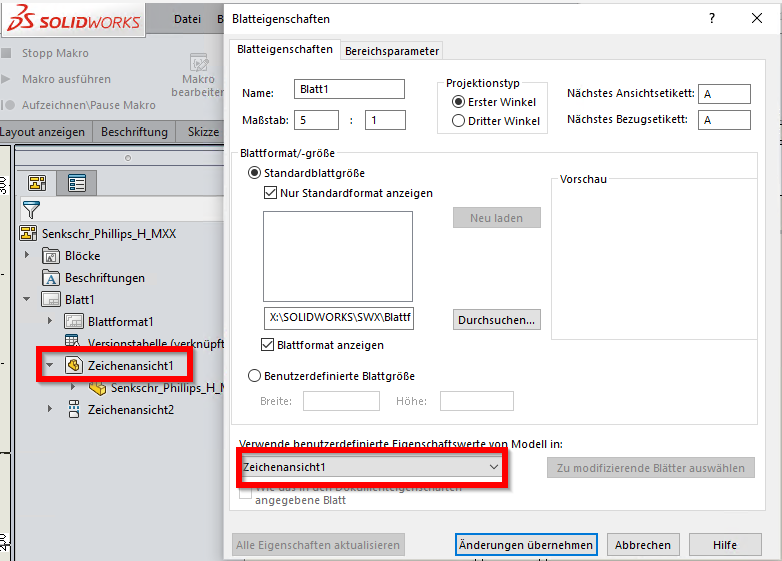 SOLIDWORKS
Datei
Blatteigenschaften
?
Stopp Makro
Makro ausführen
Aufzeichnen\Pause Makro
Makro
bearbeiter
Layout anzeigen
Beschriftung
Skizze
300
200
Senkschr_Phillips_H_MXX
Blöcke
Beschriftungen
Blatt1
Blattformat1
Versionstabelle (verknüpft
Zeichenansicht1
Senkschr_Phillips_H_M
Zeichenansicht2
Blatteigenschaften
Bereichsparameter
Name:
Blatt1
Maßstab:
5 : 1
Projektionstyp
Erster Winkel
Dritter Winkel
Nächstes Ansichtsetikett:
A
Nächstes Bezugsetikett:
A
Blattformat/-größe
Standardblattgröße
Nur Standardformat anzeigen
Neu laden
X:\SOLIDWORKS\SWX\Blattf
Durchsuchen...
Blattformat anzeigen
Benutzerdefinierte Blattgröße
Breite:
Höhe:
Vorschau
Verwende benutzerdefinierte Eigenschaftswerte von Modell in:
Zeichenansicht1
Zu modifizierende Blätter auswählen
Wie das in den Dokumenteigenschaften
angegebene Blatt
Alle Eigenschaften aktualisieren
Änderungen übernehmen
Abbrechen
Hilfe